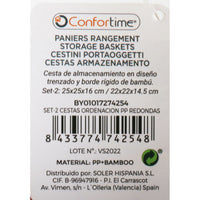 Confortime®
PANIERS RANGEMENT
STORAGE BASKETS
CESTINI PORTAOGGETTI
CESTAS ARMAZENAMENTO
Cesta de almacenamiento en diseño
trenzado y borde rígido de bambú.
Set-2: 25x25x16 cm / 22x22x14.5 cm
BY01017274254
SET-2 CESTAS ORDENACION PP REDONDAS
8 433774 742548
LOTE Nº: VS2022
MATERIAL: PP+BAMBOO
Distribuido por: SOLER HISPANIA S.L.
CIF. B-96947916 - P.I. El Carrascot
Av. Vimen, s/n - L´Olleria (Valencia) Spain